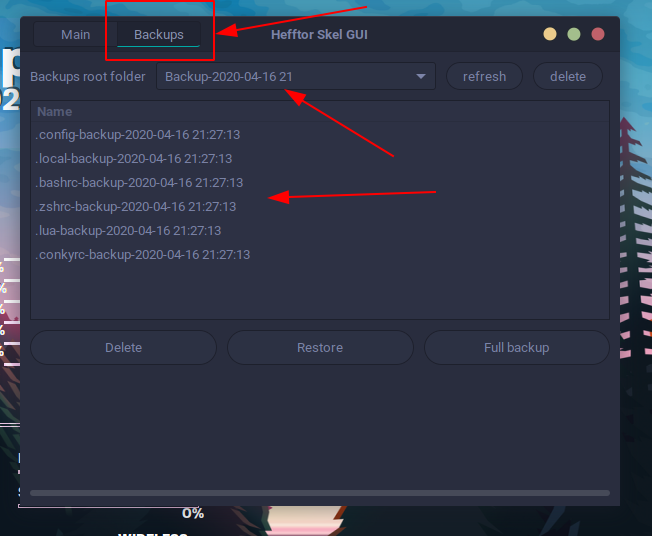 Main Backups Hefftor Skel GUI
Backups root folder Backup-2020-04-16 21 refresh delete
Name
.config-backup-2020-04-16 21:27:13
.local-backup-2020-04-16 21:27:13
.bashrc-backup-2020-04-16 21:27:13
.zshrc-backup-2020-04-16 21:27:13
.lua-backup-2020-04-16 21:27:13
.conkyrc-backup-2020-04-16 21:27:13
Delete Restore Full backup
%
%
%
%
%
0%